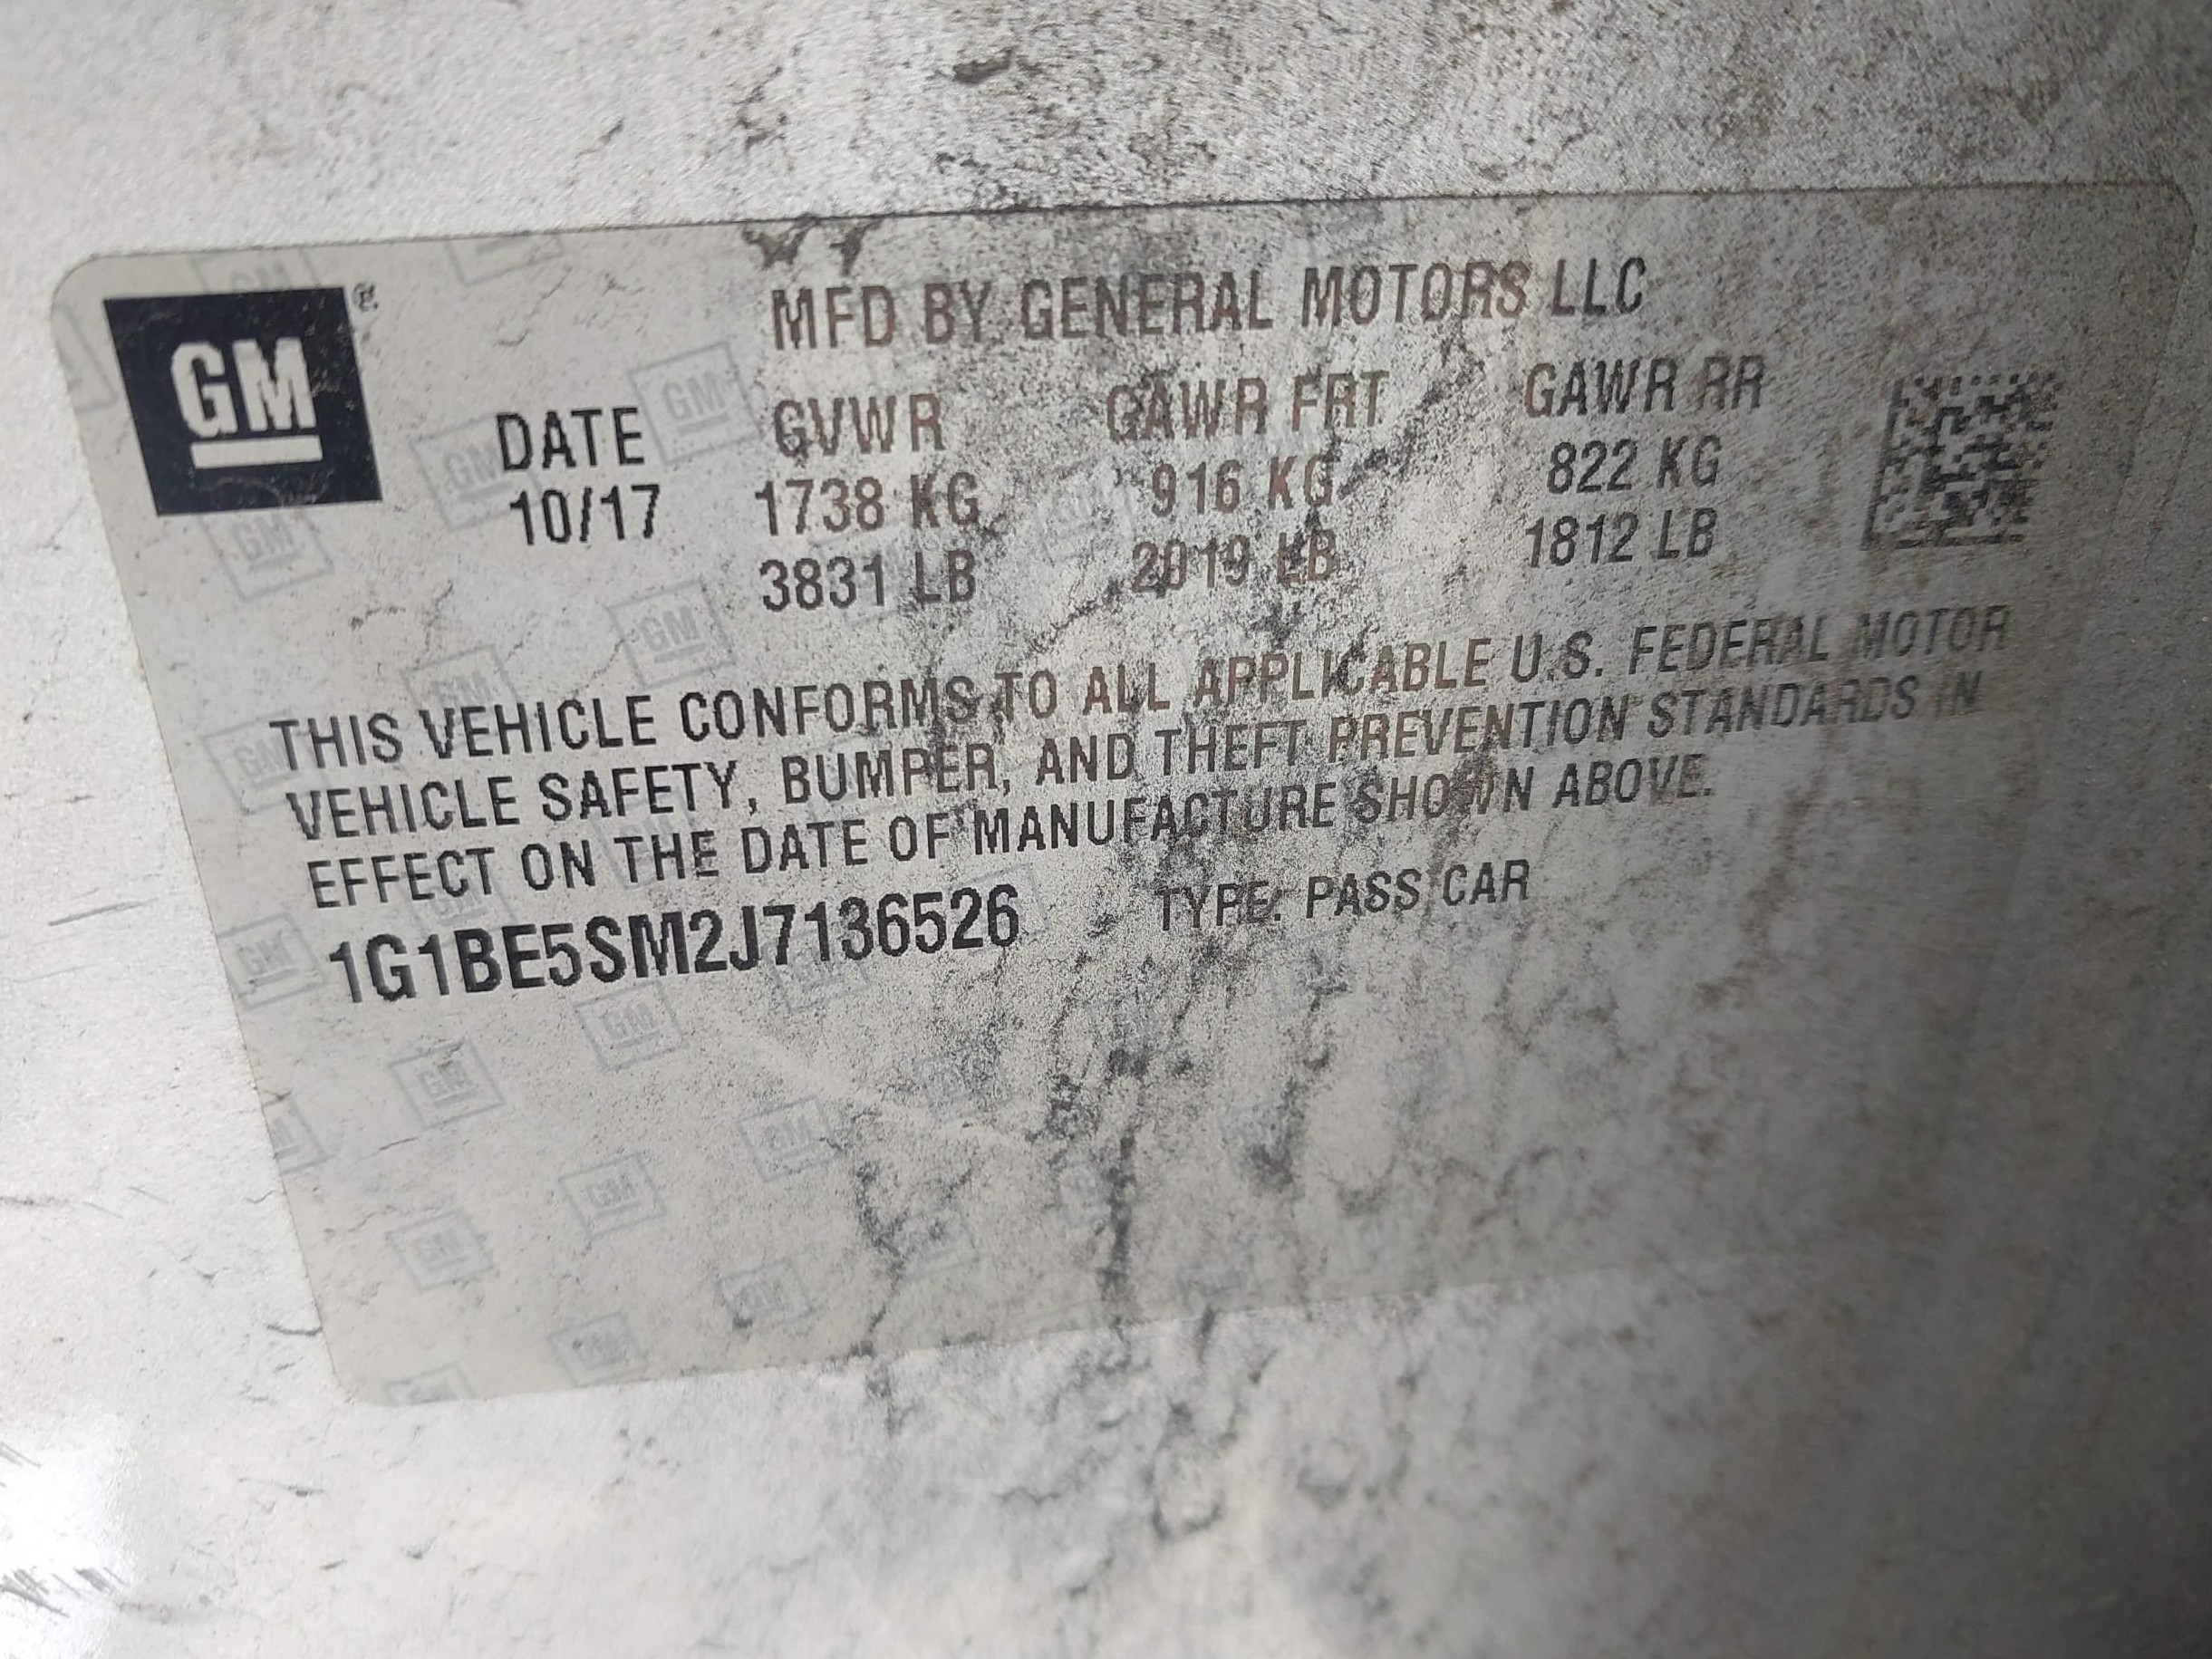 GM ®
MFD BY GENERAL MOTORS LLC
DATE GVWR GAWR FRT GAWR RR
10/17 1738 KG 916 KG 822 KG
3831 LB 2019 LB 1812 LB
THIS VEHICLE CONFORMS TO ALL APPLICABLE U.S. FEDERAL MOTOR
VEHICLE SAFETY, BUMPER, AND THEFT PREVENTION STANDARDS IN
EFFECT ON THE DATE OF MANUFACTURE SHOWN ABOVE.
1G1BE5SM2J7136526 TYPE: PASS CAR